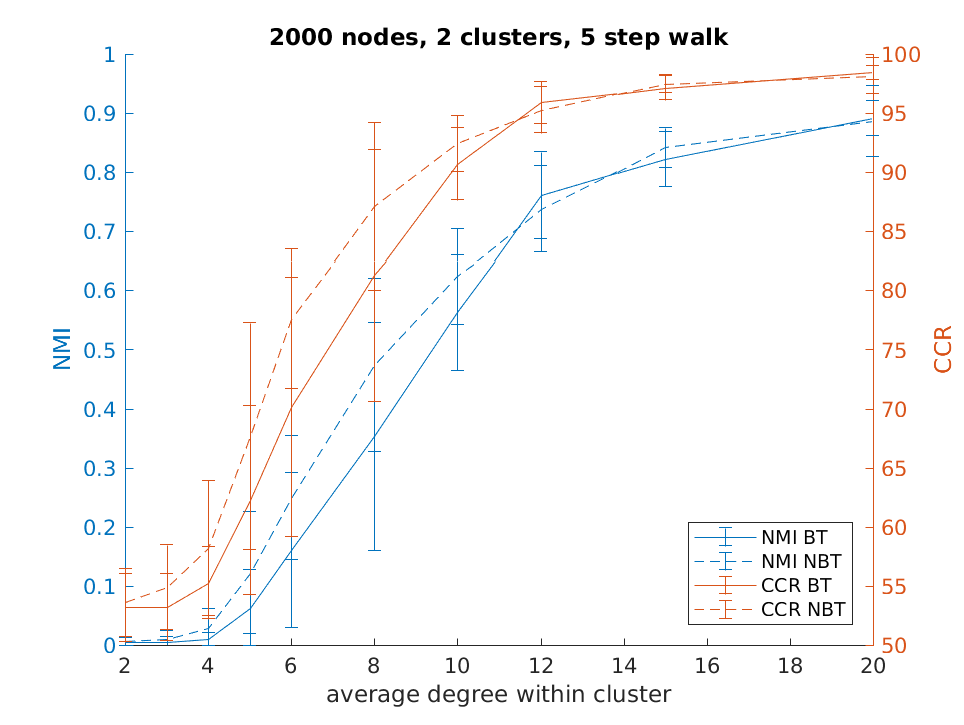 2000 nodes, 2 clusters, 5 step walk
1
0.9
0.8
0.7
0.6
0.5
0.4
0.3
0.2
0.1
0
NMI
100
95
90
85
80
75
70
65
60
55
50
CCR
NMI BT
NMI NBT
CCR BT
CCR NBT
2 4 6 8 10 12 14 16 18 20
average degree within cluster